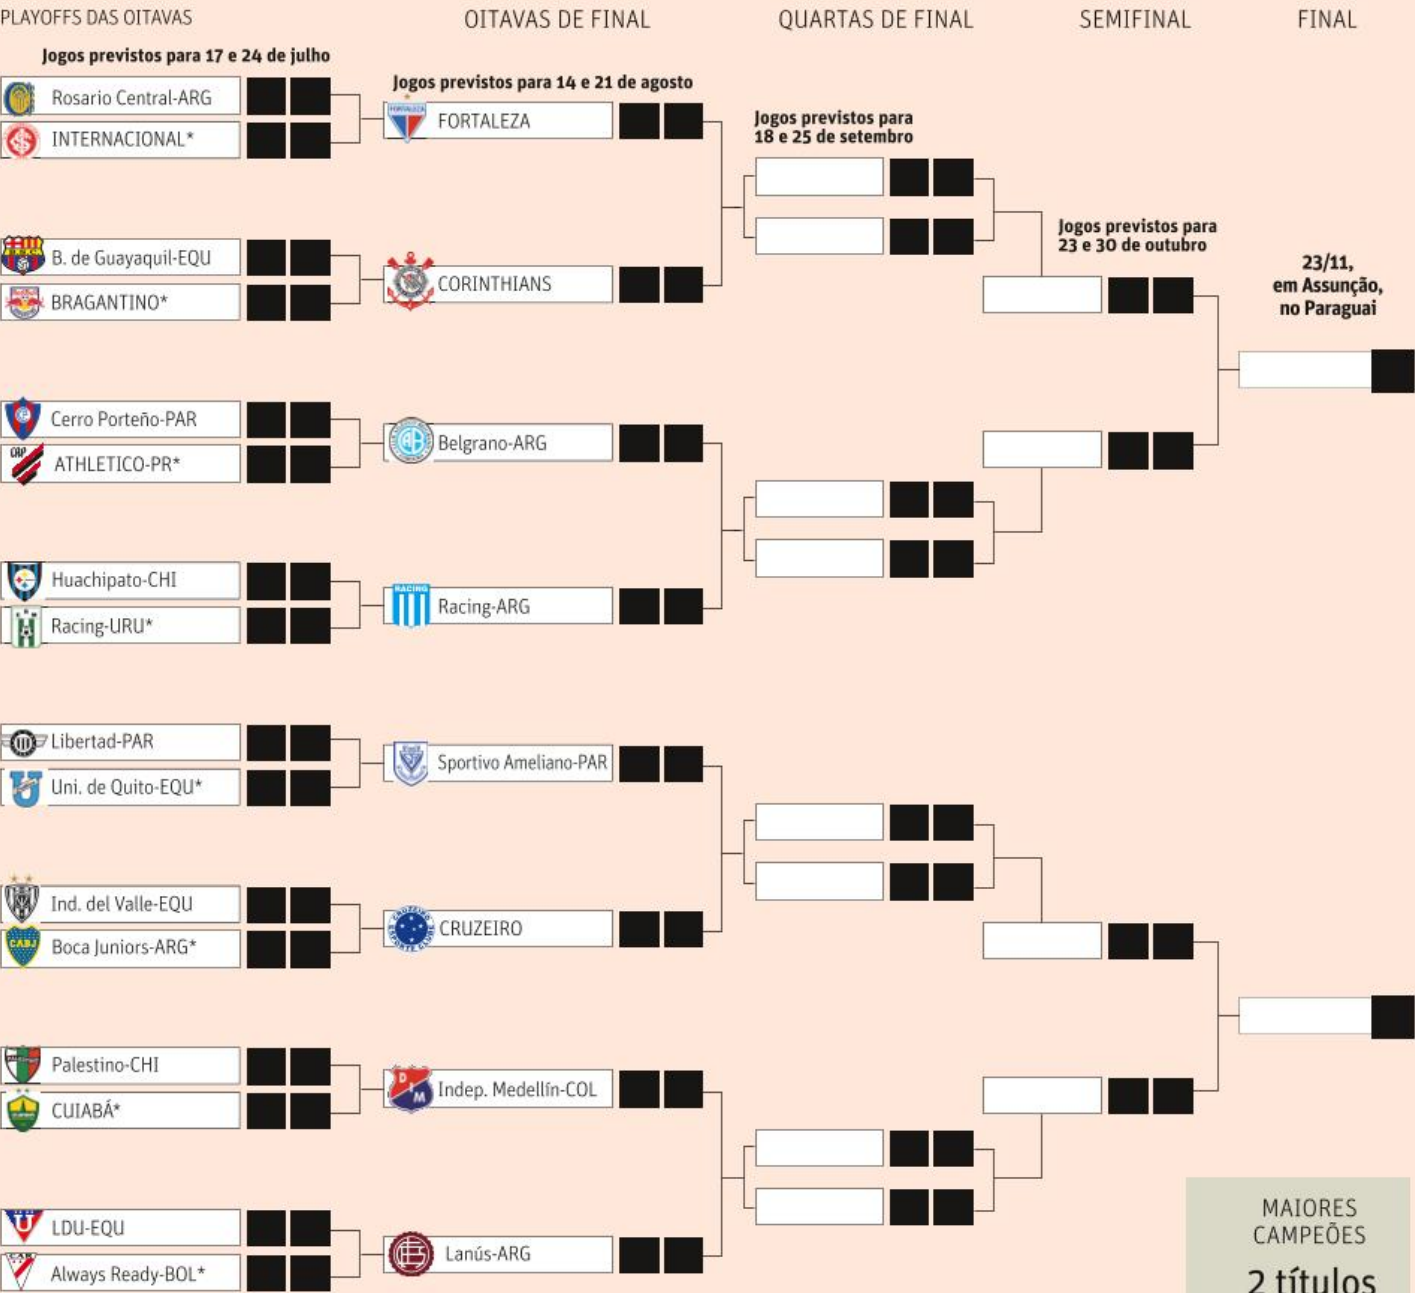 PLAYOFFS DAS OITAVAS
OITAVAS DE FINAL
QUARTAS DE FINAL
SEMIFINAL
FINAL
Jogos previstos para 17 e 24 de julho
Rosario Central-ARG
INTERNACIONAL*
B. de Guayaquil-EQU
BRAGANTINO*
Cerro Porteño-PAR
ATHLETICO-PR*
Huachipato-CHI
Racing-URU*
Libertad-PAR
Uni. de Quito-EQU*
Ind. del Valle-EQU
Boca Juniors-ARG*
Palestino-CHI
CUIABÁ*
LDU-EQU
Always Ready-BOL*
Jogos previstos para 14 e 21 de agosto
FORTALEZA
CORINTHIANS
Belgrano-ARG
RACING
Racing-ARG
Sportivo Ameliano-PAR
CRUZEIRO
Indep. Medellín-COL
Lanús-ARG
Jogos previstos para
18 e 25 de setembro
Jogos previstos para
23 e 30 de outubro
23/11,
em Assunção,
no Paraguai
MAIORES
CAMPEÕES
2 títulos